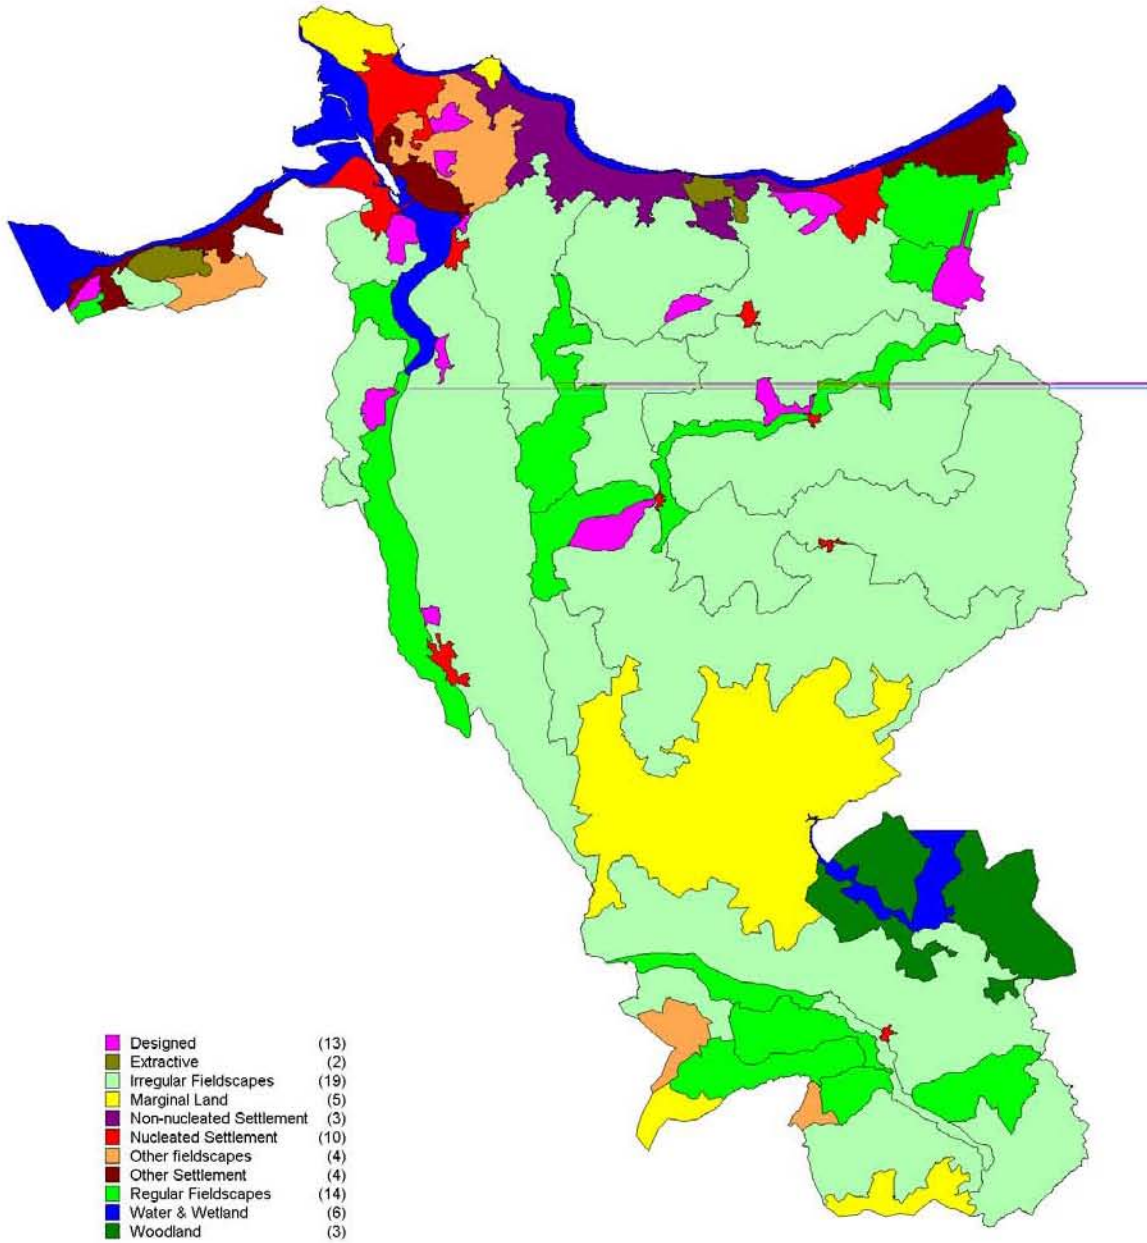 Designed (13)
Extractive (2)
Irregular Fieldscapes (19)
Marginal Land (5)
Non-nucleated Settlement (3)
Nucleated Settlement (10)
Other fieldscapes (4)
Other Settlement (4)
Regular Fieldscapes (14)
Water & Wetland (6)
Woodland (3)